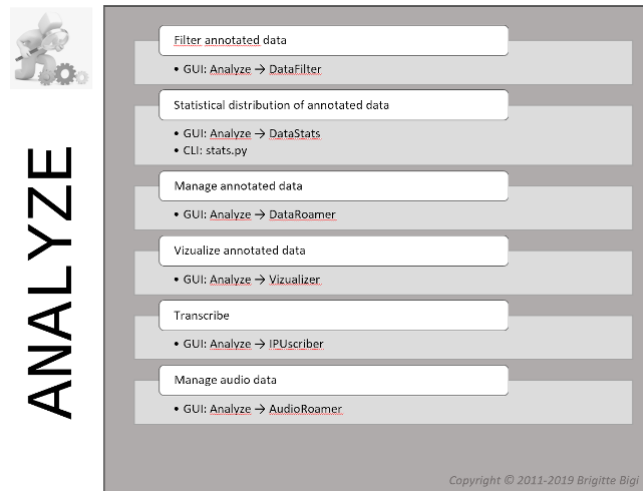 ANALYZE
Filter annotated data
• GUI: Analyze → DataFilter
Statistical distribution of annotated data
• GUI: Analyze → DataStats
• CLI: stats.py
Manage annotated data
• GUI: Analyze → DataRoamer
Vizualize annotated data
• GUI: Analyze → Vizualizer
Transcribe
• GUI: Analyze → IPUscriber
Manage audio data
• GUI: Analyze → AudioRoamer
Copyright © 2011-2019 Brigitte Bigi